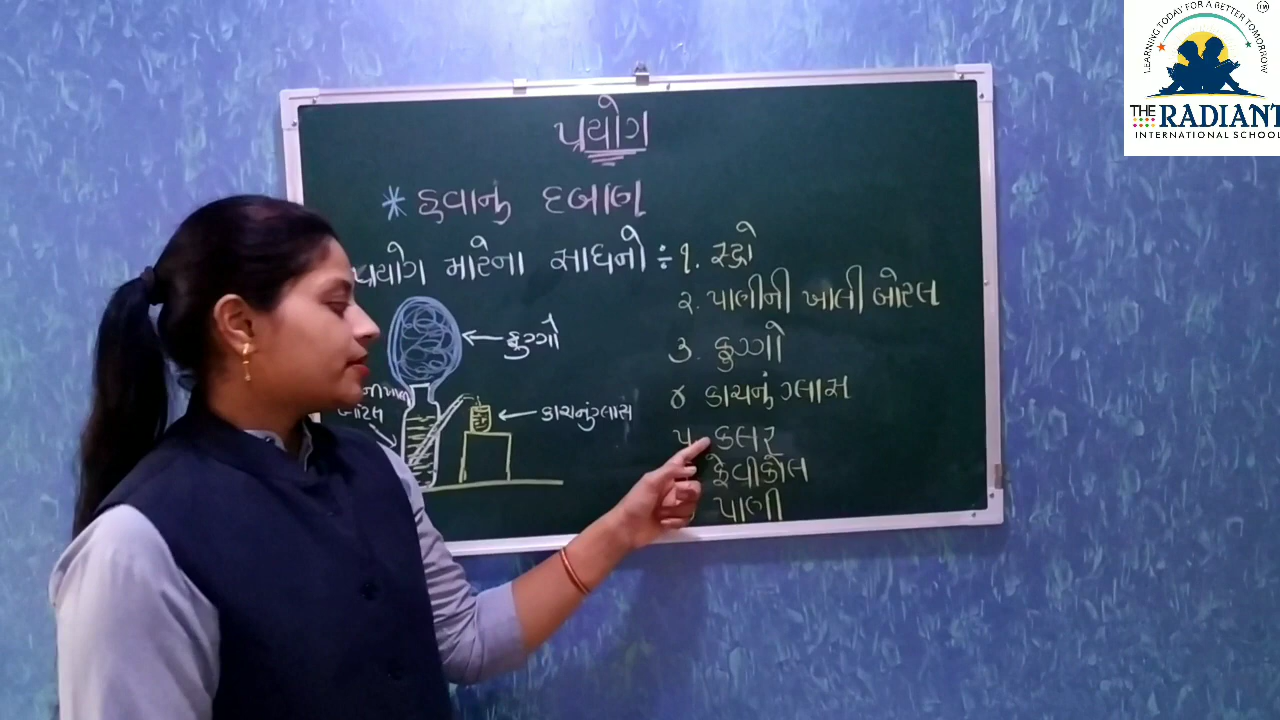 LEARNING TODAY FOR A BETTER TOMORROW
THE RADIANT
INTERNATIONAL SCHOOL
પ્રયોગ
* હવાનું દબાણ
પ્રયોગ માટેના સાધનો ÷ ૧. સ્ટ્રો
૨. પાણીની ખાલી બોટલ
૩. ફુગ્ગો
૪ કાચનું ગ્લાસ
૫. કલર
ફેવીકોલ
પાણી
ફુગ્ગો
કાચનું ગ્લાસ
બોટલ